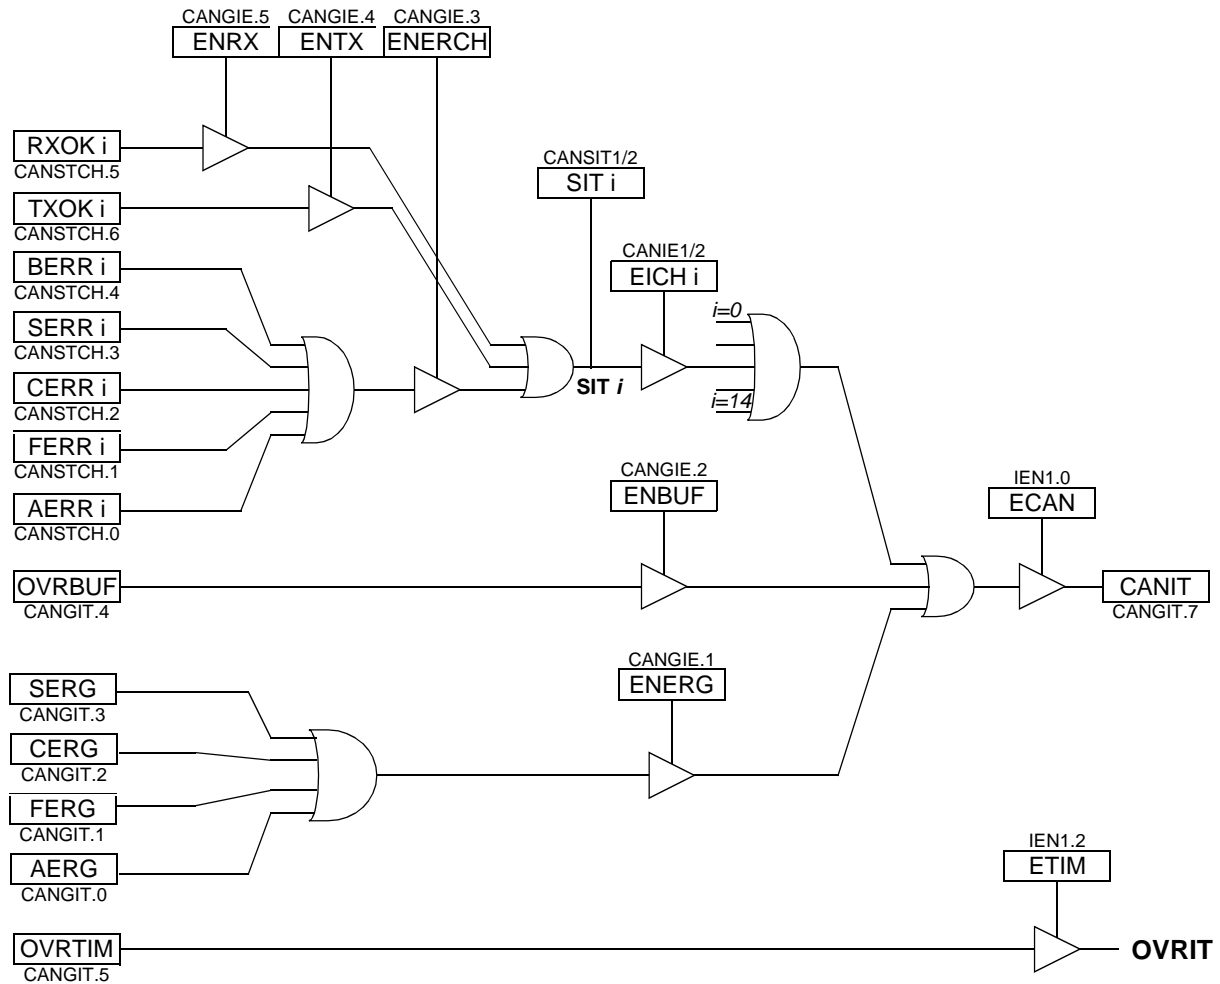 CANGIE.5 CANGIE.4 CANGIE.3
ENRX ENTX ENERCH
RXOK i
CANSTCH.5
TXOK i
CANSTCH.6
BERR i
CANSTCH.4
SERR i
CANSTCH.3
CERR i
CANSTCH.2
FERR i
CANSTCH.1
AERR i
CANSTCH.0
CANSIT1/2
SIT i
SIT i
CANIE1/2
EICH i
i=0
i=14
CANGIE.2
ENBUF
OVRBUF
CANGIT.4
IEN1.0
ECAN
CANIT
CANGIT.7
CANGIE.1
ENERG
SERG
CANGIT.3
CERG
CANGIT.2
FERG
CANGIT.1
AERG
CANGIT.0
IEN1.2
ETIM
OVRTIM
CANGIT.5
OVRIT